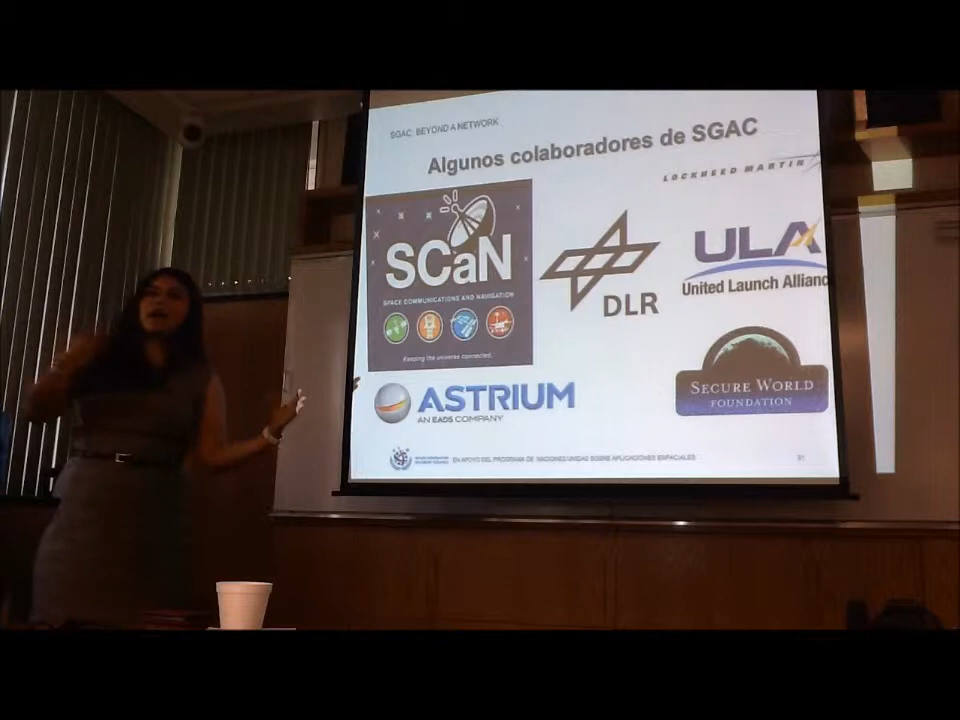 SGAC: BEYOND A NETWORK
Algunos colaboradores de SGAC
LOCKHEED MARTIN
SCaN
SPACE COMMUNICATIONS AND NAVIGATION
Keeping the universe connected.
DLR
ULA
United Launch Allianc
ASTRIUM
AN EADS COMPANY
SECURE WORLD
FOUNDATION
EN APOYO DEL PROGRAMA DE NACIONES UNIDAS SOBRE APLICACIONES ESPACIALES